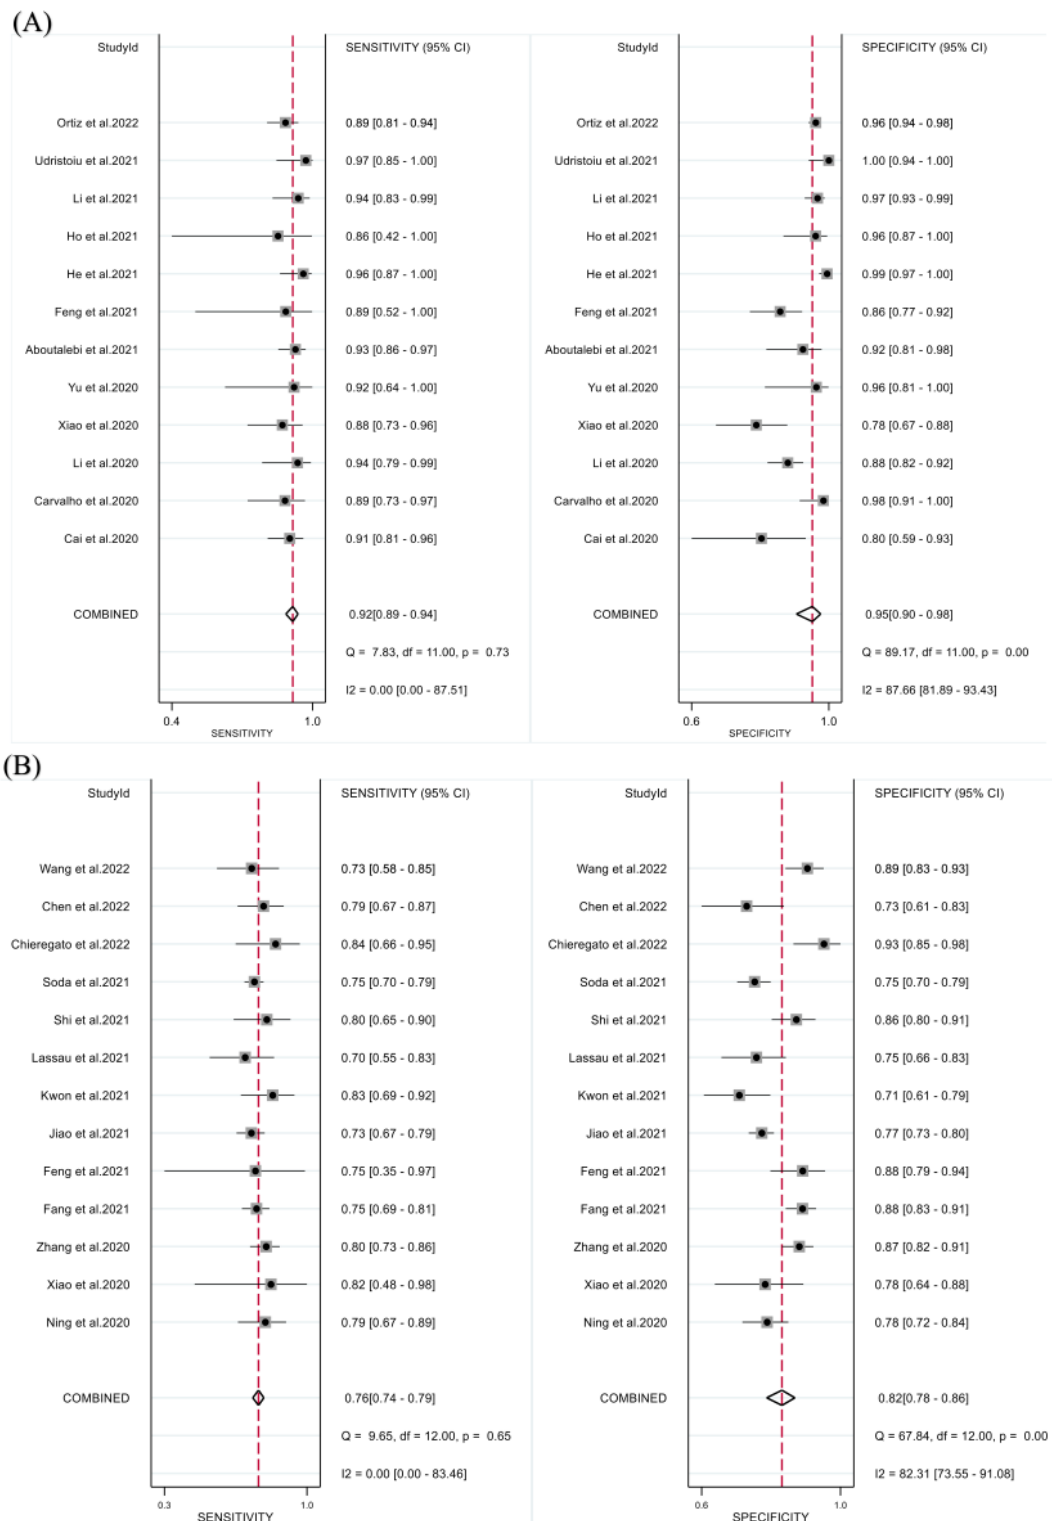 (A)
StudyId SENSITIVITY (95% CI) StudyId SPECIFICITY (95% CI)
Ortiz et al.2022 0.89 [0.81 - 0.94] Ortiz et al.2022 0.96 [0.94 - 0.98]
Udristoiu et al.2021 0.97 [0.85 - 1.00] Udristoiu et al.2021 1.00 [0.94 - 1.00]
Li et al.2021 0.94 [0.83 - 0.99] Li et al.2021 0.97 [0.93 - 0.99]
Ho et al.2021 0.86 [0.42 - 1.00] Ho et al.2021 0.96 [0.87 - 1.00]
He et al.2021 0.96 [0.87 - 1.00] He et al.2021 0.99 [0.97 - 1.00]
Feng et al.2021 0.89 [0.52 - 1.00] Feng et al.2021 0.86 [0.77 - 0.92]
Aboutalebi et al.2021 0.93 [0.86 - 0.97] Aboutalebi et al.2021 0.92 [0.81 - 0.98]
Yu et al.2020 0.92 [0.64 - 1.00] Yu et al.2020 0.96 [0.81 - 1.00]
Xiao et al.2020 0.88 [0.73 - 0.96] Xiao et al.2020 0.78 [0.67 - 0.88]
Li et al.2020 0.94 [0.79 - 0.99] Li et al.2020 0.88 [0.82 - 0.92]
Carvalho et al.2020 0.89 [0.73 - 0.97] Carvalho et al.2020 0.98 [0.91 - 1.00]
Cai et al.2020 0.91 [0.81 - 0.96] Cai et al.2020 0.80 [0.59 - 0.93]
COMBINED 0.92[0.89 - 0.94] COMBINED 0.95[0.90 - 0.98]
Q = 7.83, df = 11.00, p = 0.73 Q = 89.17, df = 11.00, p = 0.00
I2 = 0.00 [0.00 - 87.51] I2 = 87.66 [81.89 - 93.43]
0.4 1.0 0.6 1.0
SENSITIVITY SPECIFICITY
(B)
StudyId SENSITIVITY (95% CI) StudyId SPECIFICITY (95% CI)
Wang et al.2022 0.73 [0.58 - 0.85] Wang et al.2022 0.89 [0.83 - 0.93]
Chen et al.2022 0.79 [0.67 - 0.87] Chen et al.2022 0.73 [0.61 - 0.83]
Chieregato et al.2022 0.84 [0.66 - 0.95] Chieregato et al.2022 0.93 [0.85 - 0.98]
Soda et al.2021 0.75 [0.70 - 0.79] Soda et al.2021 0.75 [0.70 - 0.79]
Shi et al.2021 0.80 [0.65 - 0.90] Shi et al.2021 0.86 [0.80 - 0.91]
Lassau et al.2021 0.70 [0.55 - 0.83] Lassau et al.2021 0.75 [0.66 - 0.83]
Kwon et al.2021 0.83 [0.69 - 0.92] Kwon et al.2021 0.71 [0.61 - 0.79]
Jiao et al.2021 0.73 [0.67 - 0.79] Jiao et al.2021 0.77 [0.73 - 0.80]
Feng et al.2021 0.75 [0.35 - 0.97] Feng et al.2021 0.88 [0.79 - 0.94]
Fang et al.2021 0.75 [0.69 - 0.81] Fang et al.2021 0.88 [0.83 - 0.91]
Zhang et al.2020 0.80 [0.73 - 0.86] Zhang et al.2020 0.87 [0.82 - 0.91]
Xiao et al.2020 0.82 [0.48 - 0.98] Xiao et al.2020 0.78 [0.64 - 0.88]
Ning et al.2020 0.79 [0.67 - 0.89] Ning et al.2020 0.78 [0.72 - 0.84]
COMBINED 0.76[0.74 - 0.79] COMBINED 0.82[0.78 - 0.86]
Q = 9.65, df = 12.00, p = 0.65 Q = 67.84, df = 12.00, p = 0.00
I2 = 0.00 [0.00 - 83.46] I2 = 82.31 [73.55 - 91.08]
0.3 1.0 0.6 1.0
SENSITIVITY SPECIFICITY